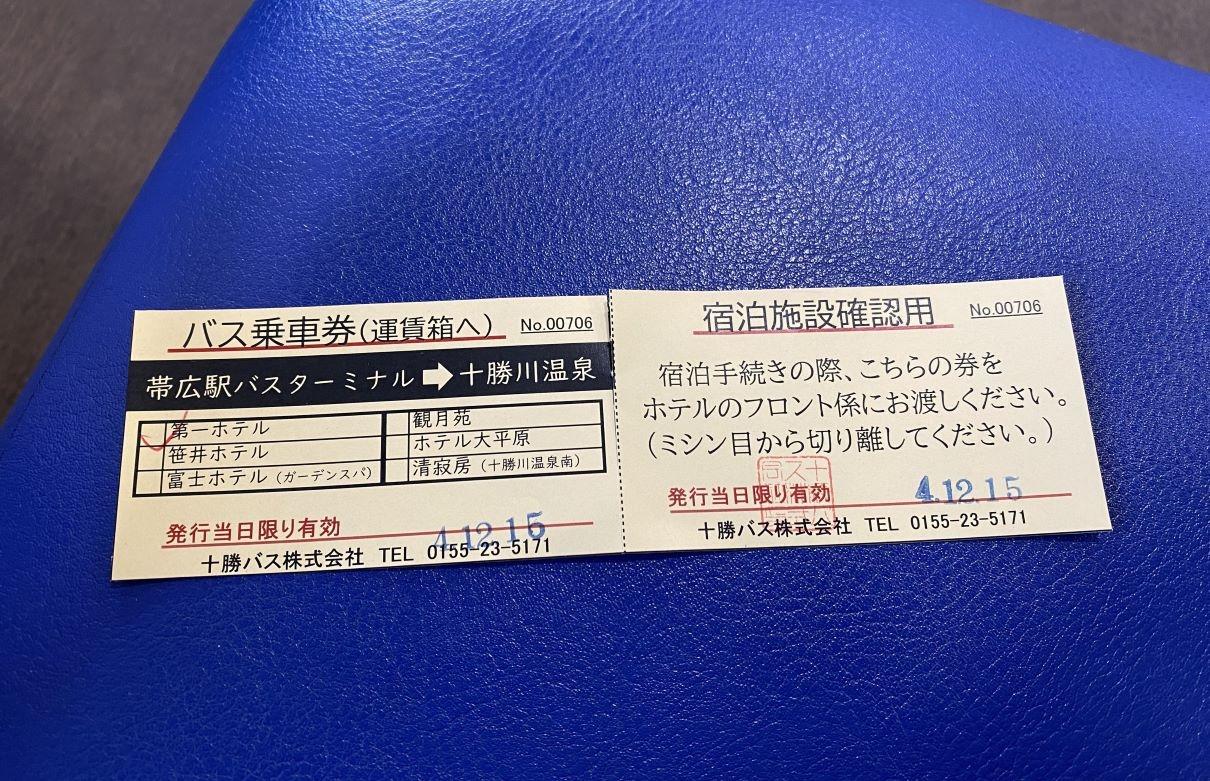 バス乗車券(運賃箱へ) No.00706
帯広駅バスターミナル➡十勝川温泉
第一ホテル 観月苑
笹井ホテル ホテル大平原
富士ホテル(ガーデンスパ) 清寂房(十勝川温泉南)
発行当日限り有効 4.12.15
十勝バス株式会社 TEL 0155-23-5171
宿泊施設確認用 No.00706
宿泊手続きの際、こちらの券を
ホテルのフロント係にお渡しください。
(ミシン目から切り離してください。)
発行当日限り有効 4.12.15
十勝バス株式会社 TEL 0155-23-5171